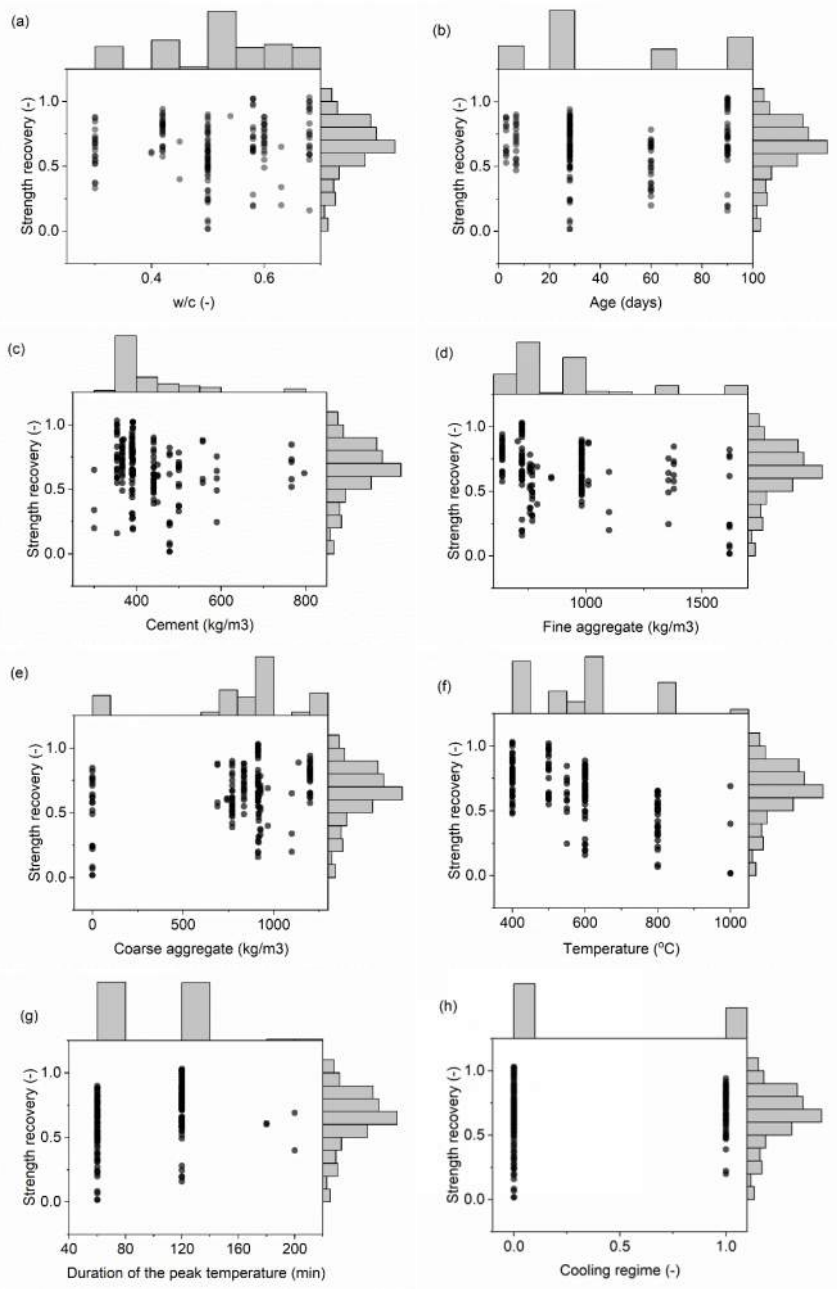 (a)
1.0
0.5
0.0
Strength recovery (-)
0.4 0.6
w/c (-)
(b)
1.0
0.5
0.0
Strength recovery (-)
0 20 40 60 80 100
Age (days)
(c)
1.0
0.5
0.0
Strength recovery (-)
400 600 800
Cement (kg/m3)
(d)
1.0
0.5
0.0
Strength recovery (-)
1000 1500
Fine aggregate (kg/m3)
(e)
1.0
0.5
0.0
Strength recovery (-)
0 500 1000
Coarse aggregate (kg/m3)
(f)
1.0
0.5
0.0
Strength recovery (-)
400 600 800 1000
Temperature (°C)
(g)
1.0
0.5
0.0
Strength recovery (-)
40 80 120 160 200
Duration of the peak temperature (min)
(h)
1.0
0.5
0.0
Strength recovery (-)
0.0 0.5 1.0
Cooling regime (-)